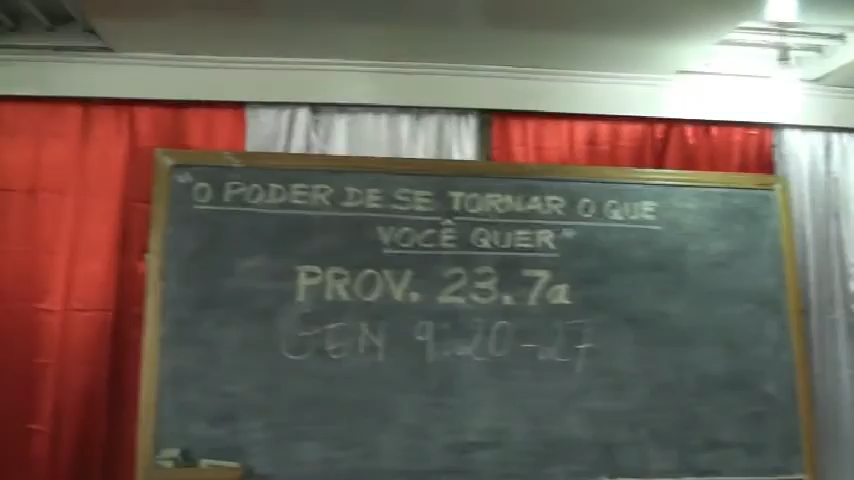 "O PODER DE SE TORNAR O QUE
VOCÊ QUER"
PROV. 23.7a
GEN 9:20-27